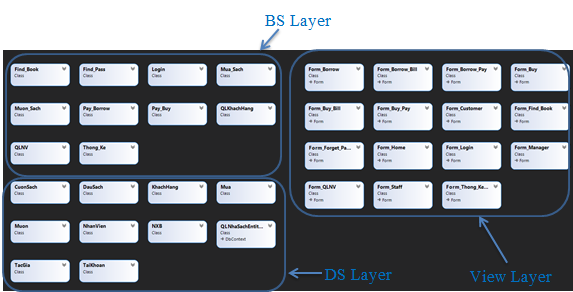 BS Layer
Find_Book
Class
Find_Pass
Class
Login
Class
Mua_Sach
Class
Muon_Sach
Class
Pay_Borrow
Class
Pay_Buy
Class
QLKhachHang
Class
QLNV
Class
Thong_Ke
Class
CuonSach
Class
DauSach
Class
KhachHang
Class
Mua
Class
Muon
Class
NhanVien
Class
NXB
Class
QLNhaSachEntit...
Class
→ DbContext
TacGia
Class
TaiKhoan
Class
DS Layer
Form_Borrow
Class
→ Form
Form_Borrow_Bill
Class
→ Form
Form_Borrow_Pay
Class
→ Form
Form_Buy
Class
→ Form
Form_Buy_Bill
Class
→ Form
Form_Buy_Pay
Class
→ Form
Form_Customer
Class
→ Form
Form_Find_Book
Class
→ Form
Form_Forget_Pa...
Class
→ Form
Form_Home
Class
→ Form
Form_Login
Class
→ Form
Form_Manager
Class
→ Form
Form_QLNV
Class
→ Form
Form_Staff
Class
→ Form
Form_Thong_Ke...
Class
→ Form
View Layer